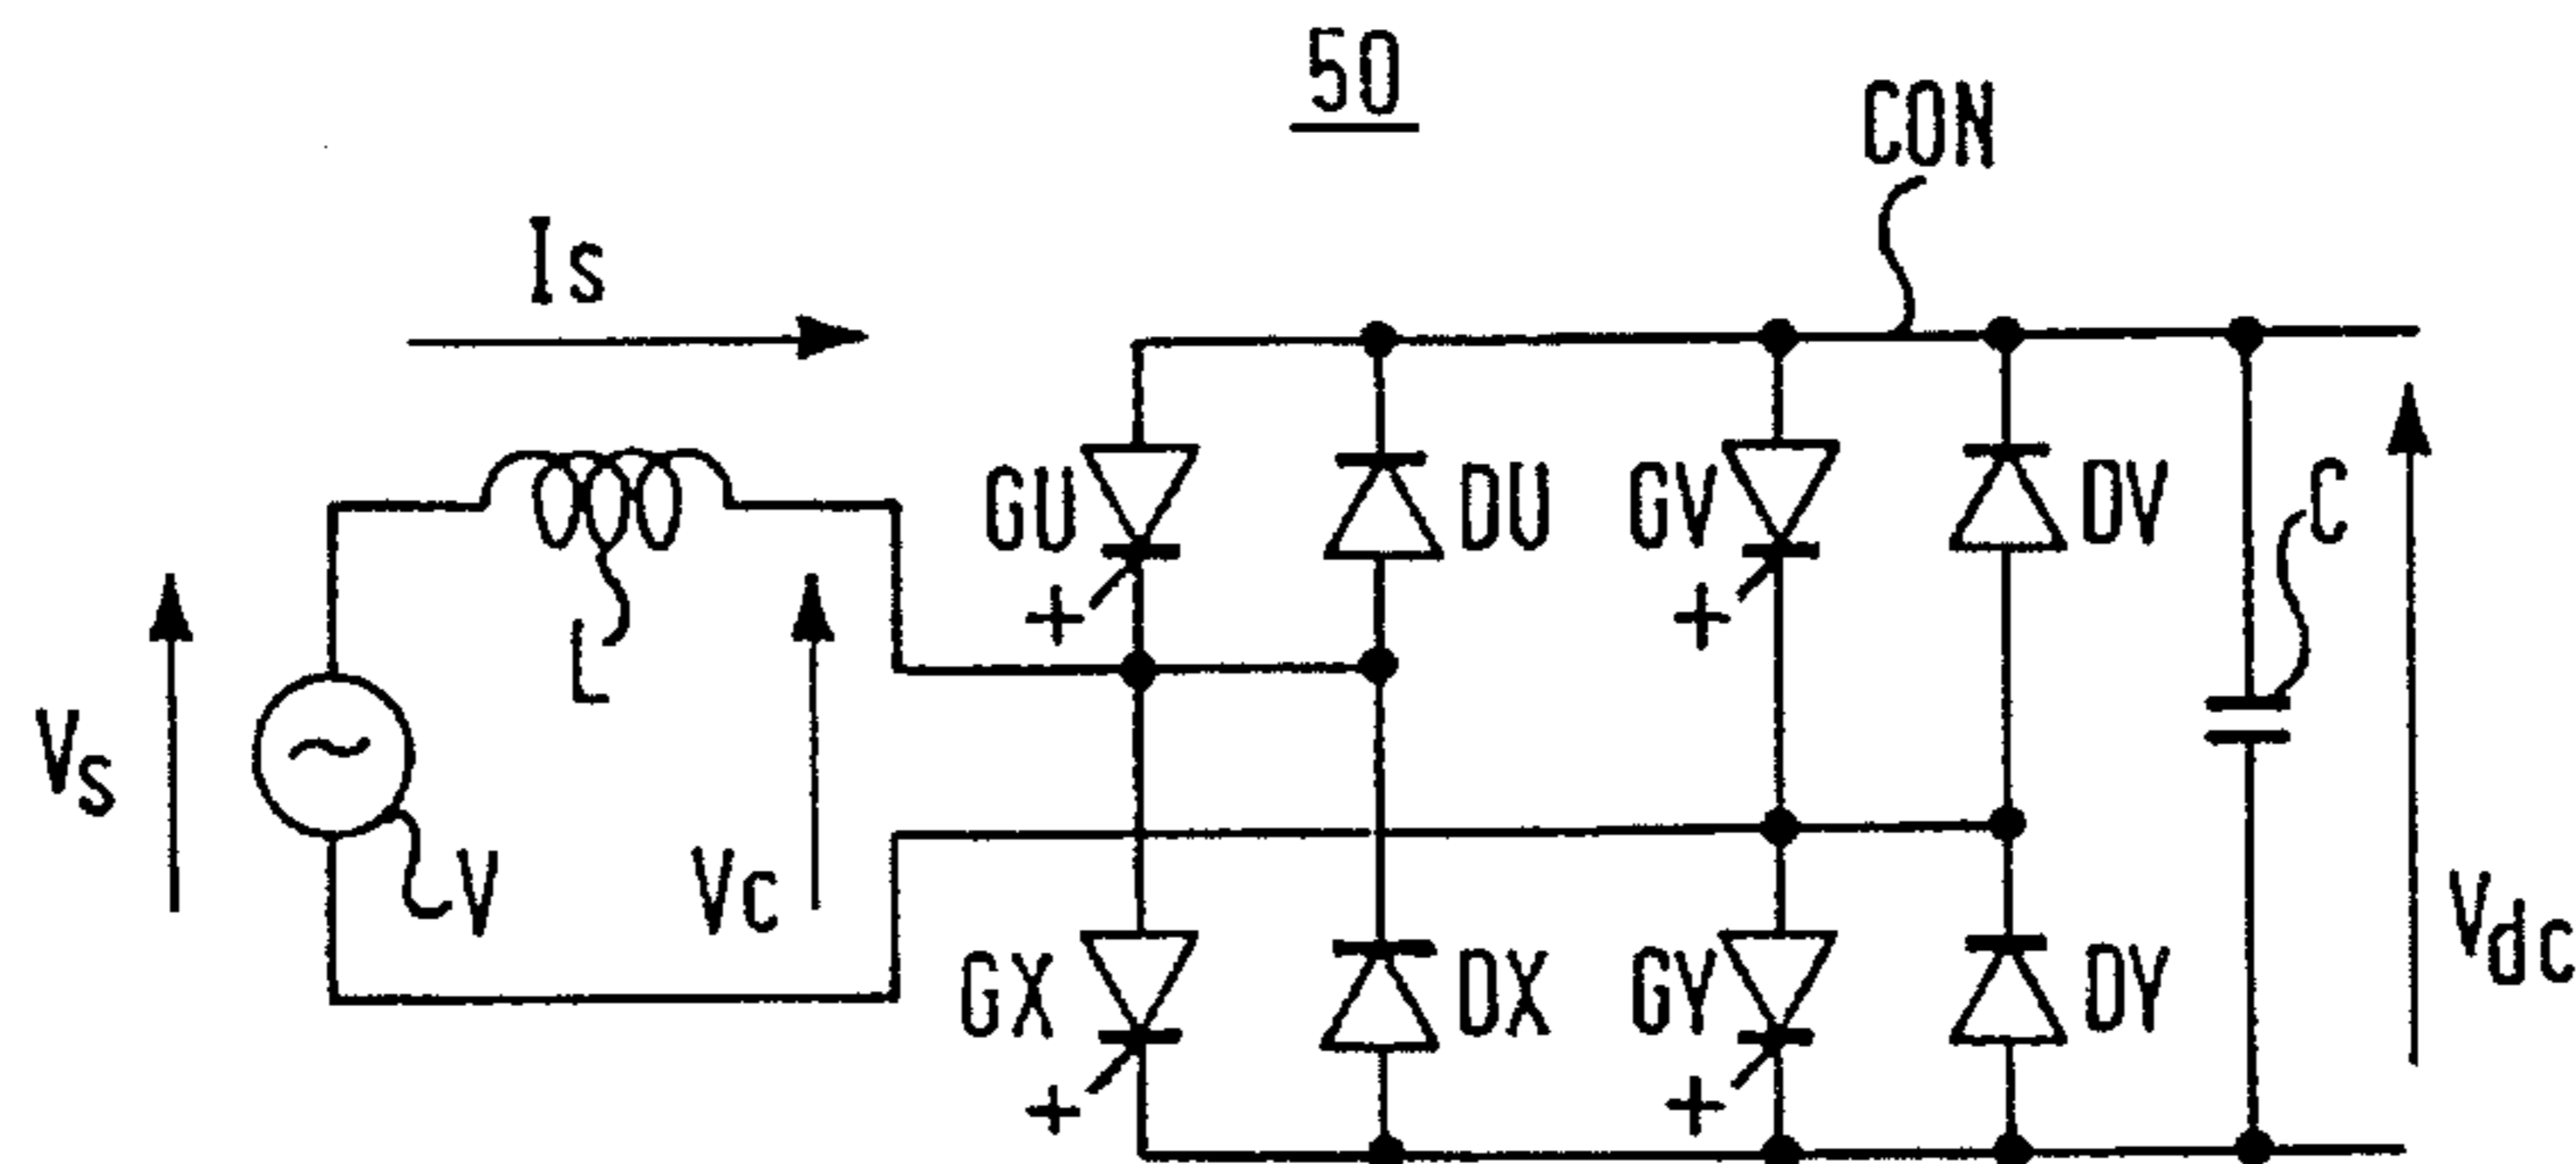 50
CON
Is
GU
DU
GV
DV
C
+
+
L
Vs
V
Vc
GX
DX
GY
DY
Vdc
+
+